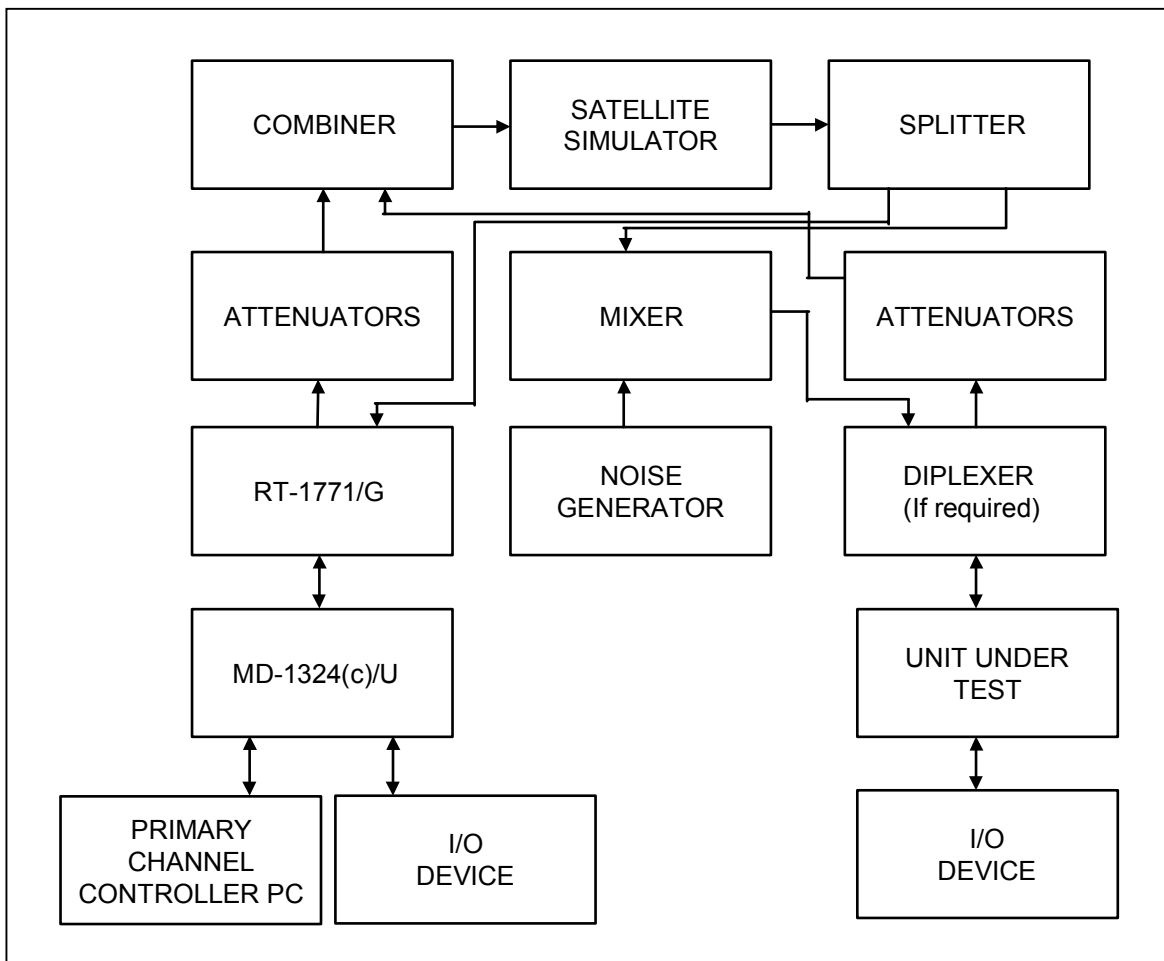 COMBINER
SATELLITE
SIMULATOR
SPLITTER
ATTENUATORS
MIXER
ATTENUATORS
RT-1771/G
NOISE
GENERATOR
DIPLEXER
(If required)
MD-1324(c)/U
UNIT UNDER
TEST
PRIMARY
CHANNEL
CONTROLLER PC
I/O
DEVICE
I/O
DEVICE